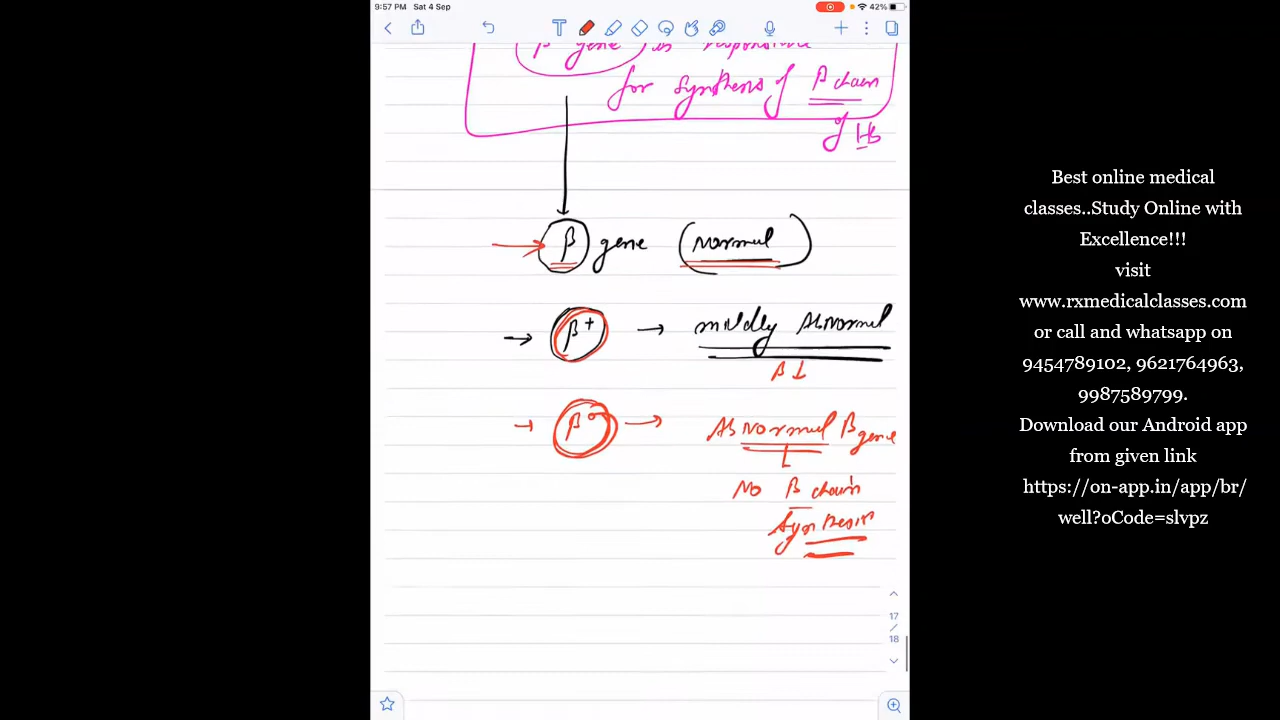 9:57 PM Sat 4 Sep
42%
β gene is responsible
for synthesis of β chain
of Hb
β gene (Normal)
→ β+ → mildly Abnormal
β↓
→ β° → Abnormal β gene
No β chain
Synthesis
17
/
18
Best online medical
classes..Study Online with
Excellence!!!
visit
www.rxmedicalclasses.com
or call and whatsapp on
9454789102, 9621764963,
9987589799.
Download our Android app
from given link
https://on-app.in/app/br/
well?oCode=slvpz